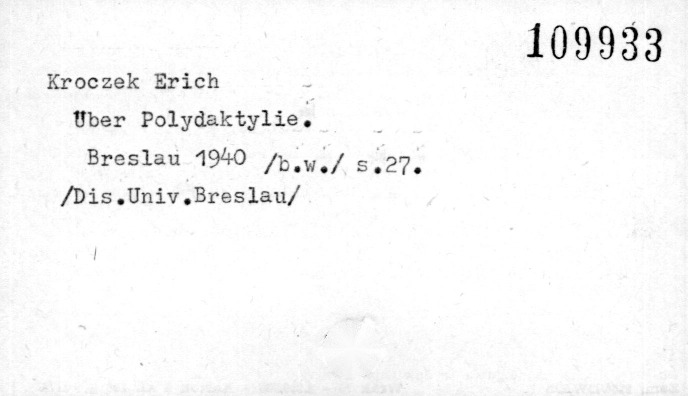 109933
Kroczek Erich
Über Polydaktylie.
Breslau 1940 /b.w./ s.27.
/Dis.Univ.Breslau/